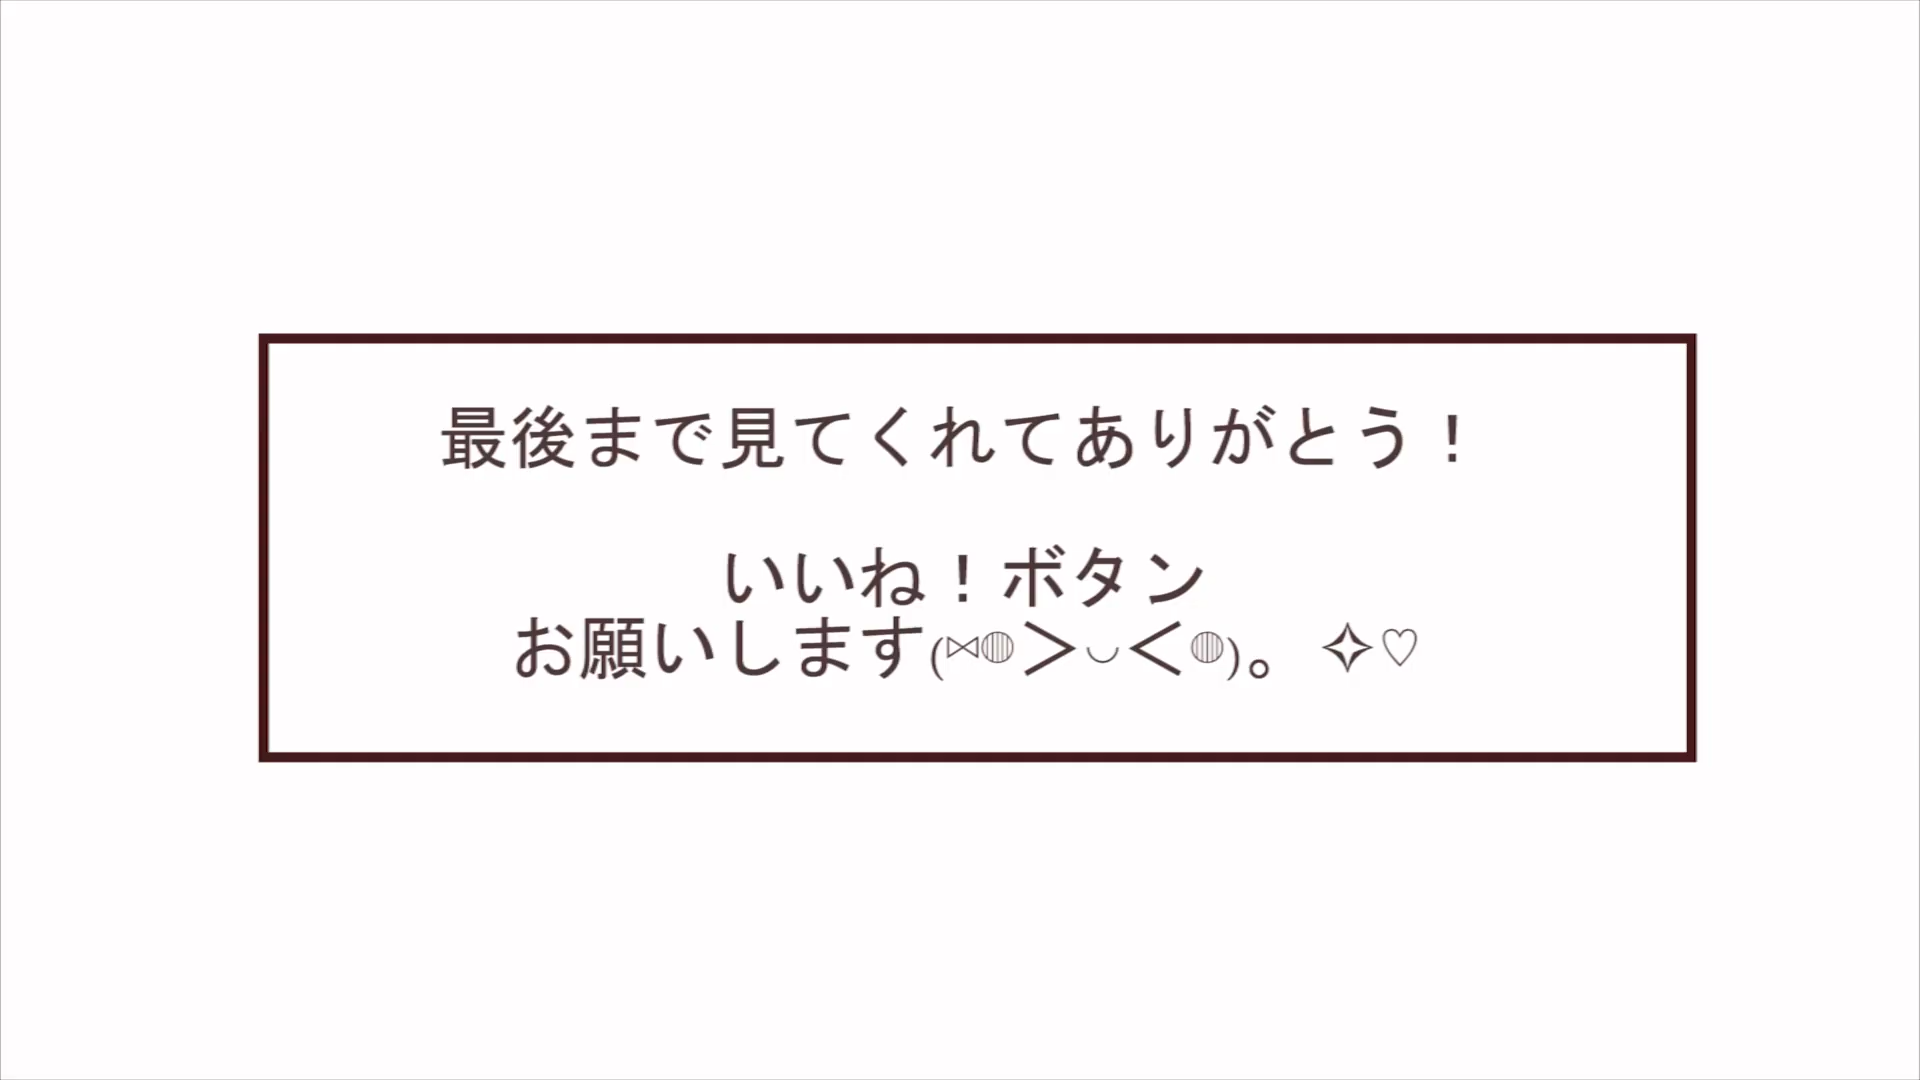 最後まで見てくれてありがとう！
いいね！ボタン
お願いします(⋈◍＞◡＜◍)。 ✧♡